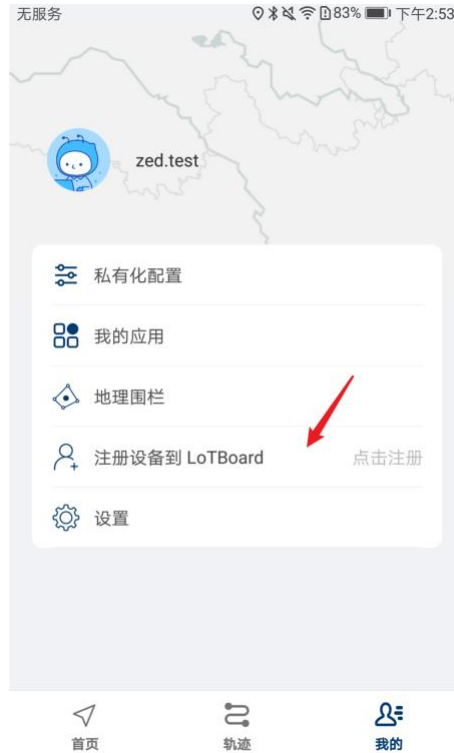 无服务 83% 下午2:53
zed.test
私有化配置
我的应用
地理围栏
注册设备到 LoTBoard 点击注册
设置
首页 轨迹 我的